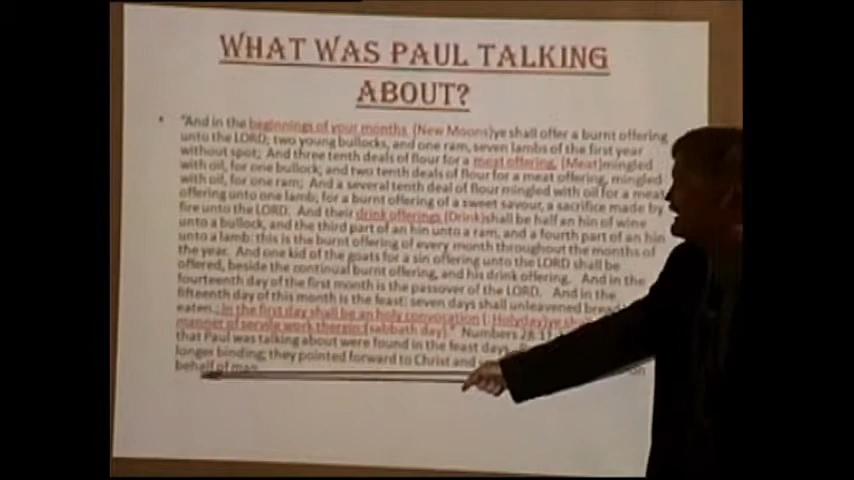 WHAT WAS PAUL TALKING
ABOUT?
• "And in the beginnings of your months (New Moons)ye shall offer a burnt offering
unto the LORD; two young bullocks, and one ram, seven lambs of the first year
without spot; And three tenth deals of flour for a meat offering, (Meat)mingled
with oil, for one bullock; and two tenth deals of flour for a meat offering, mingled
with oil, for one ram; And a several tenth deal of flour mingled with oil for a meat
offering unto one lamb; for a burnt offering of a sweet savour, a sacrifice made by
fire unto the LORD. And their drink offerings (Drink)shall be half an hin of wine
unto a bullock, and the third part of an hin unto a ram, and a fourth part of an hin
unto a lamb: this is the burnt offering of every month throughout the months of
the year. And one kid of the goats for a sin offering unto the LORD shall be
offered, beside the continual burnt offering, and his drink offering. And in the
fourteenth day of the first month is the passover of the LORD. And in the
fifteenth day of this month is the feast: seven days shall unleavened bread
eaten.; In the first day shall be an holy convocation ( Holyday)ye
manner of servile work therein:(sabbath day)" Numbers 28:11
that Paul was talking about were found in the feast days.
longer binding; they pointed forward to Christ and
behalf of man.